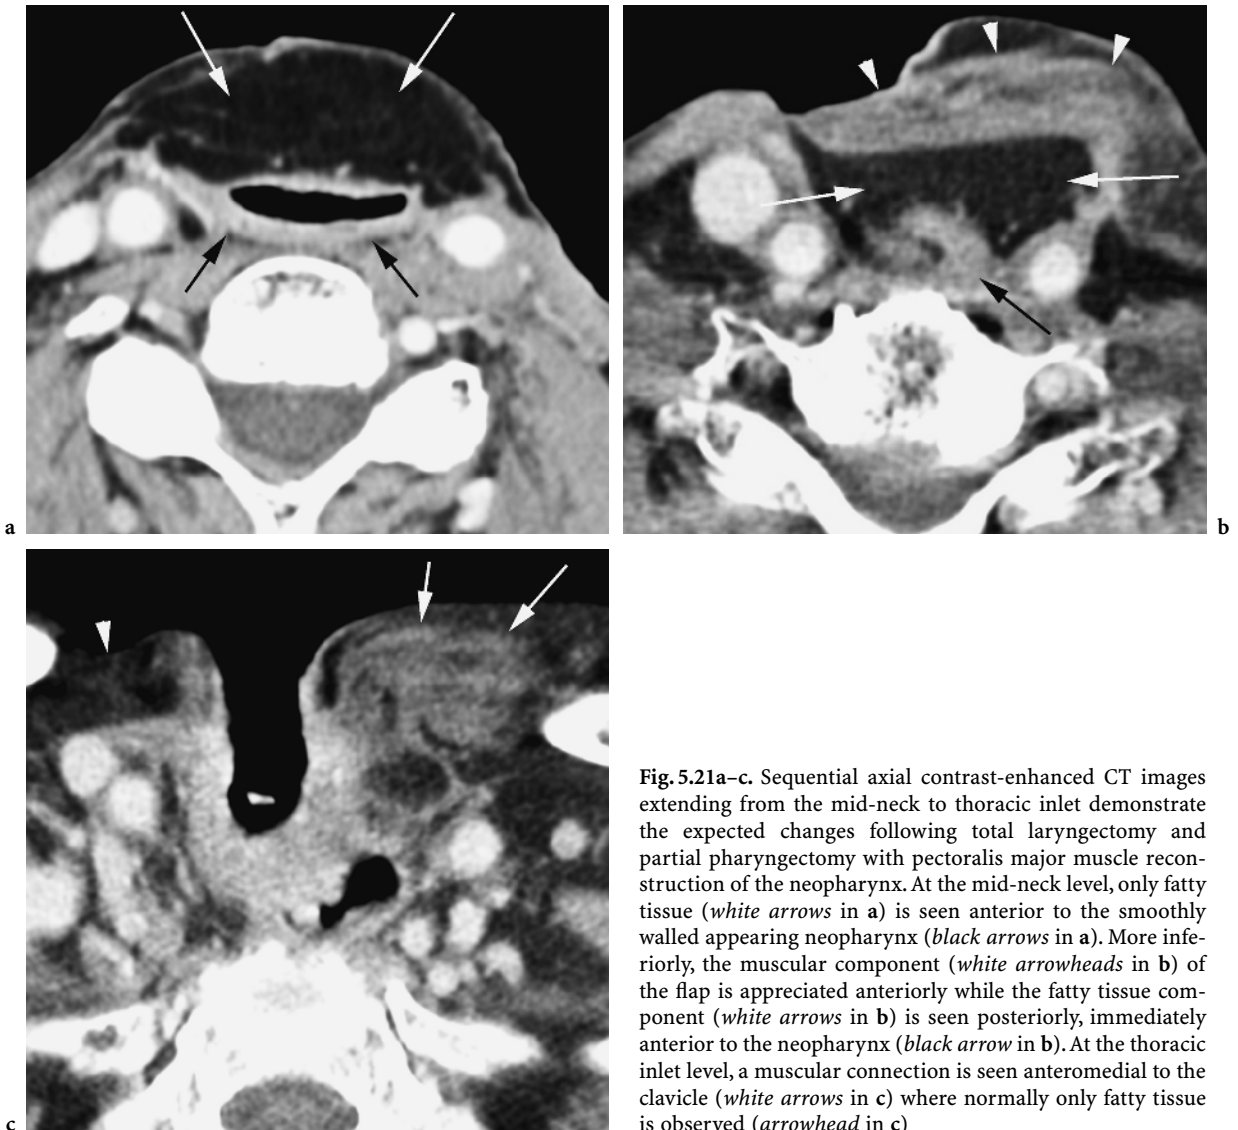 a
b
c
Fig. 5.21a–c. Sequential axial contrast-enhanced CT images
extending from the mid-neck to thoracic inlet demonstrate
the expected changes following total laryngectomy and
partial pharyngectomy with pectoralis major muscle recon-
struction of the neopharynx. At the mid-neck level, only fatty
tissue (white arrows in a) is seen anterior to the smoothly
walled appearing neopharynx (black arrows in a). More infe-
riorly, the muscular component (white arrowheads in b) of
the flap is appreciated anteriorly while the fatty tissue com-
ponent (white arrows in b) is seen posteriorly, immediately
anterior to the neopharynx (black arrow in b). At the thoracic
inlet level, a muscular connection is seen anteromedial to the
clavicle (white arrows in c) where normally only fatty tissue
is observed (arrowhead in c)